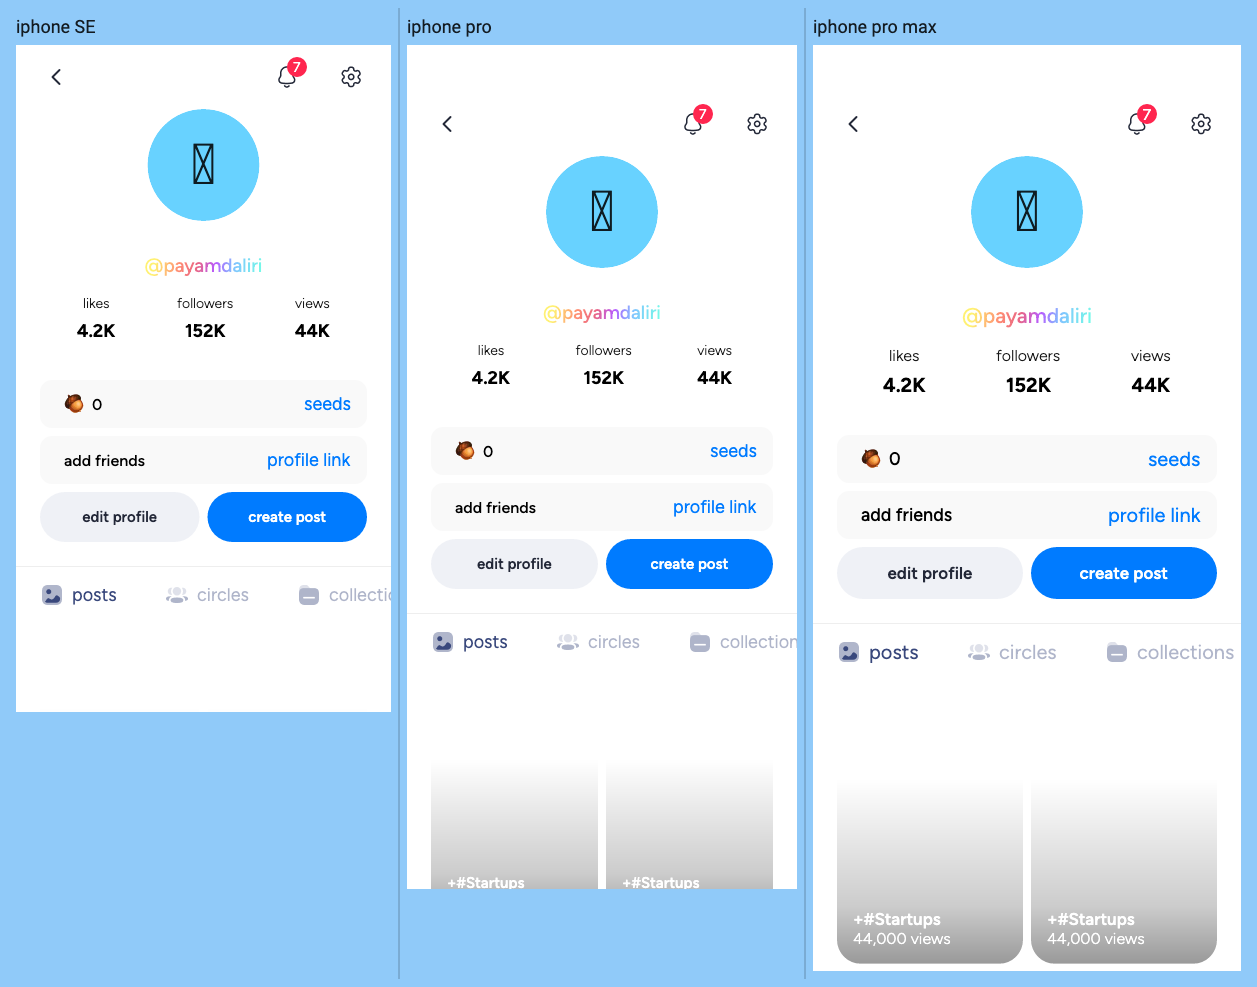 iphone SE
7
@payamdaliri
likes followers views
4.2K 152K 44K
0 seeds
add friends profile link
edit profile create post
posts circles collectic
iphone pro
7
@payamdaliri
likes followers views
4.2K 152K 44K
0 seeds
add friends profile link
edit profile create post
posts circles collection
+#Startups +#Startups
iphone pro max
7
@payamdaliri
likes followers views
4.2K 152K 44K
0 seeds
add friends profile link
edit profile create post
posts circles collections
+#Startups +#Startups
44,000 views 44,000 views